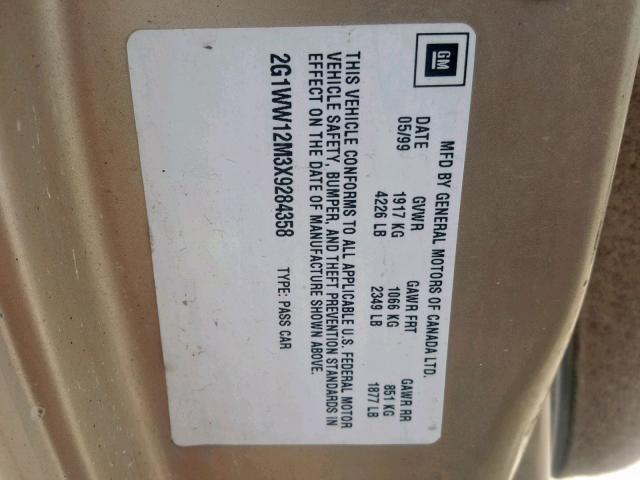 GM
MFD BY GENERAL MOTORS OF CANADA LTD.
DATE GVWR GAWR FRT GAWR RR
05/99 1917 KG 1066 KG 851 KG
4226 LB 2349 LB 1877 LB
THIS VEHICLE CONFORMS TO ALL APPLICABLE U.S. FEDERAL MOTOR
VEHICLE SAFETY, BUMPER, AND THEFT PREVENTION STANDARDS IN
EFFECT ON THE DATE OF MANUFACTURE SHOWN ABOVE.
2G1WW12M3X9284358 TYPE: PASS CAR